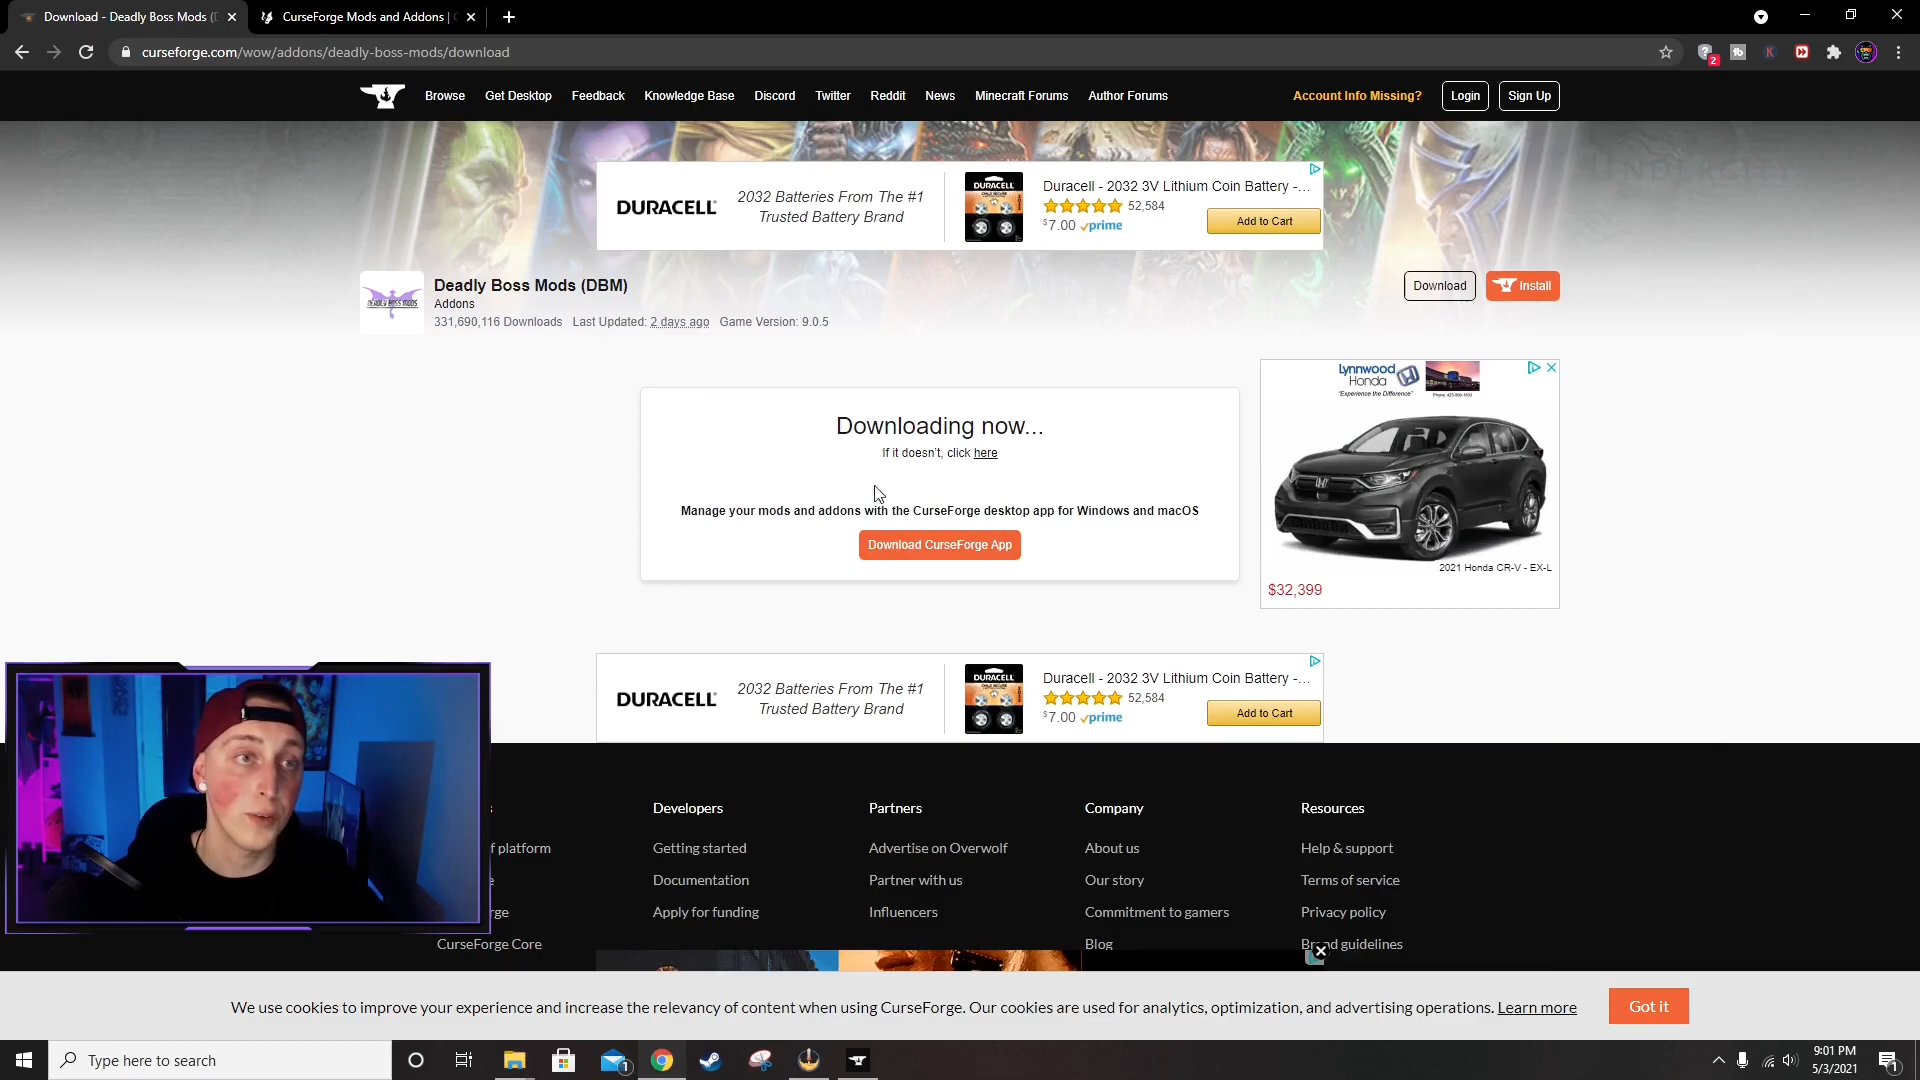 Download - Deadly Boss Mods (D
CurseForge Mods and Addons | C
curseforge.com/wow/addons/deadly-boss-mods/download
2
Browse
Get Desktop
Feedback
Knowledge Base
Discord
Twitter
Reddit
News
Minecraft Forums
Author Forums
Account Info Missing?
Login
Sign Up
DURACELL
2032 Batteries From The #1
Trusted Battery Brand
DURACELL
Duracell - 2032 3V Lithium Coin Battery -...
52,584
$7.00 prime
Add to Cart
DEADLY BOSS MODS
Deadly Boss Mods (DBM)
Addons
331,690,116 Downloads Last Updated: 2 days ago Game Version: 9.0.5
Download
Install
Downloading now...
If it doesn't, click here
Manage your mods and addons with the CurseForge desktop app for Windows and macOS
Download CurseForge App
Lynnwood
Honda
"Experience the Difference"
2021 Honda CR-V - EX-L
$32,399
DURACELL
2032 Batteries From The #1
Trusted Battery Brand
DURACELL
Duracell - 2032 3V Lithium Coin Battery -...
52,584
$7.00 prime
Add to Cart
s
f platform
e
rge
CurseForge Core
Developers
Getting started
Documentation
Apply for funding
Partners
Advertise on Overwolf
Partner with us
Influencers
Company
About us
Our story
Commitment to gamers
Blog
Resources
Help & support
Terms of service
Privacy policy
Brand guidelines
We use cookies to improve your experience and increase the relevancy of content when using CurseForge. Our cookies are used for analytics, optimization, and advertising operations. Learn more
Got it
Type here to search
1
9:01 PM
5/3/2021
1